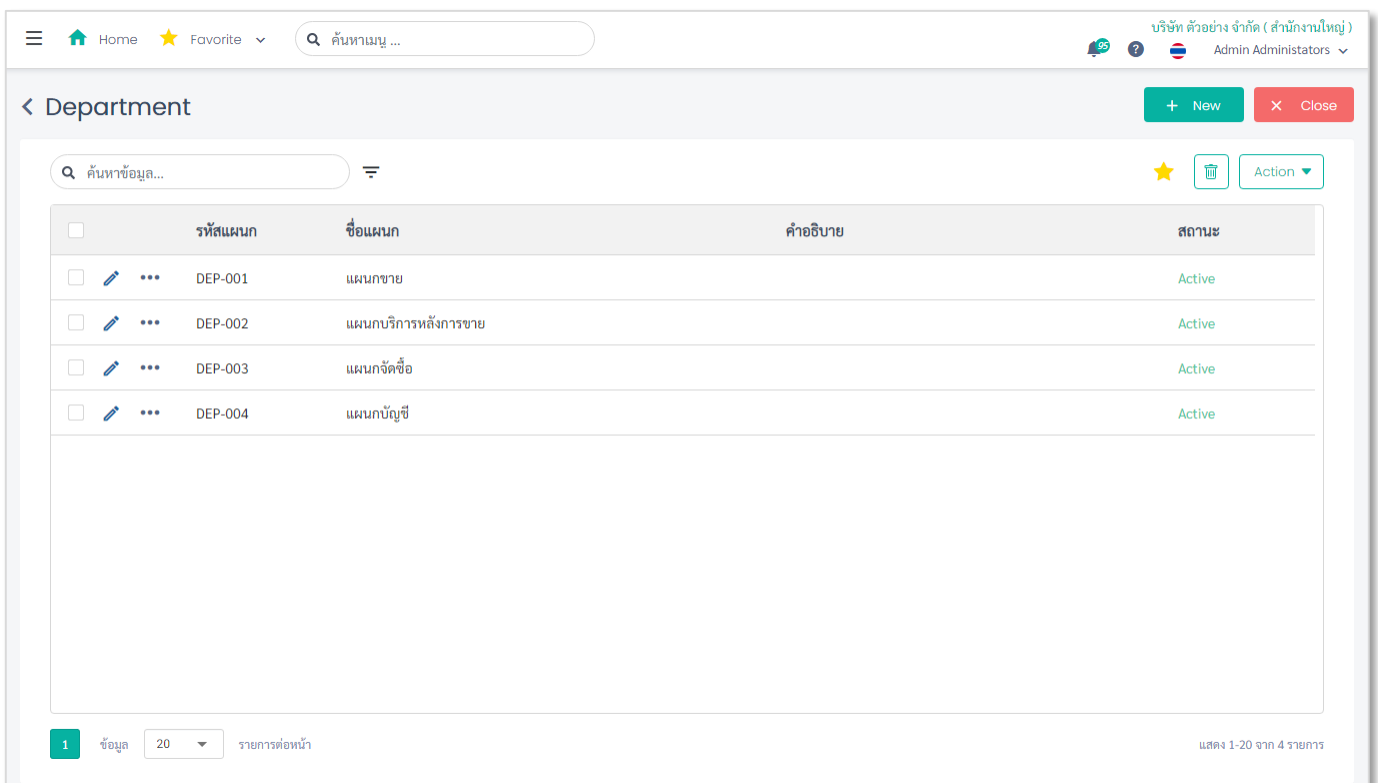 บริษัท ตัวอย่าง จำกัด ( สำนักงานใหญ่ )
Home Favorite ค้นหาเมนู ... 95 ? Admin Administators
Department + New × Close
ค้นหาข้อมูล... Action
รหัสแผนก ชื่อแผนก คำอธิบาย สถานะ
DEP-001 แผนกขาย Active
DEP-002 แผนกบริการหลังการขาย Active
DEP-003 แผนกจัดซื้อ Active
DEP-004 แผนกบัญชี Active
1 ข้อมูล 20 รายการต่อหน้า แสดง 1-20 จาก 4 รายการ